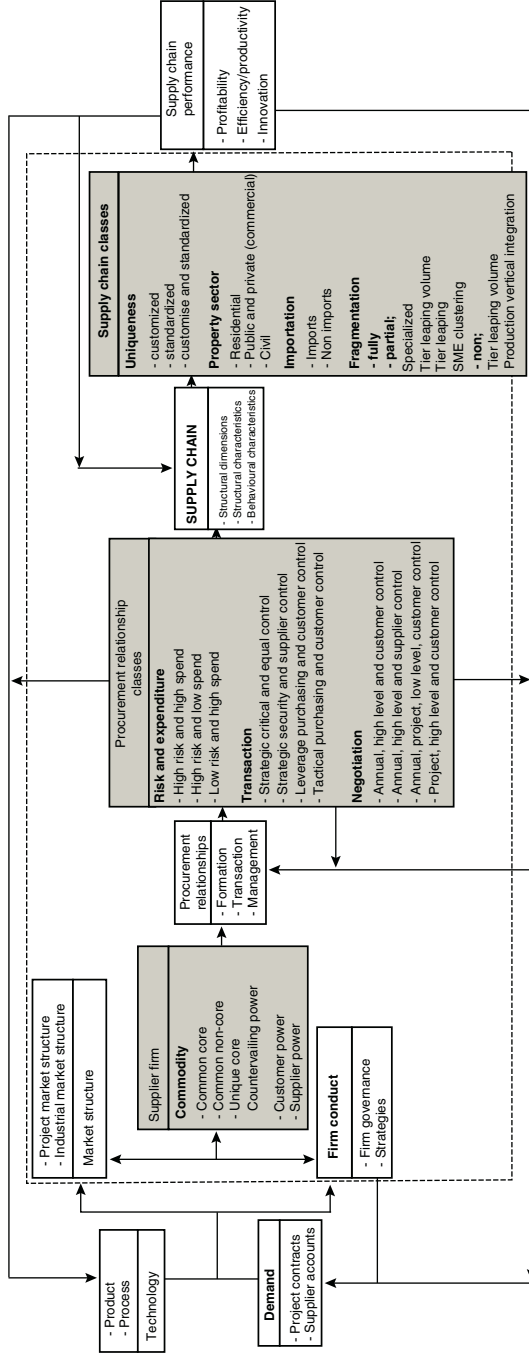 - Product
- Process
Technology
Demand
- Project contracts
- Supplier accounts
- Project market structure
- Industrial market structure
Market structure
Supplier firm
Commodity
- Common core
- Common non-core
- Unique core
Countervailing power
- Customer power
- Supplier power
Firm conduct
- Firm governance
- Strategies
Procurement
relationships
- Formation
- Transaction
- Management
Procurement relationship
classes
Risk and expenditure
- High risk and high spend
- High risk and low spend
- Low risk and high spend
Transaction
- Strategic critical and equal control
- Strategic security and supplier control
- Leverage purchasing and customer control
- Tactical purchasing and customer control
Negotiation
- Annual, high level and customer control
- Annual, high level and supplier control
- Annual, project, low level, customer control
- Project, high level and customer control
SUPPLY CHAIN
- Structural dimensions
- Structural characteristics
- Behavioural characteristics
Supply chain classes
Uniqueness
- customized
- standardized
- customise and standardized
Property sector
- Residential
- Public and private (commercial)
- Civil
Importation
- Imports
- Non imports
Fragmentation
- fully
- partial;
Specialized
Tier leaping volume
Tier leaping
SME clustering
- non;
Tier leaping volume
Production vertical integration
Supply chain
performance
- Profitability
- Efficiency/productivity
- Innovation